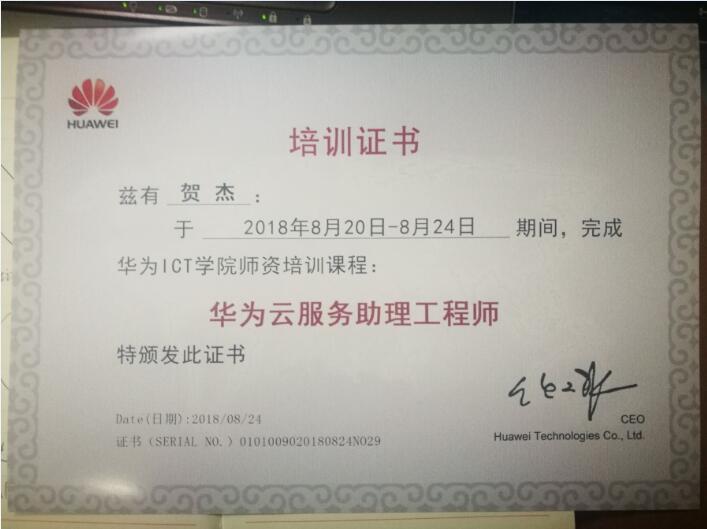 HUAWEI
培训证书
兹有 贺 杰 :
于 2018年8月20日-8月24日 期间，完成
华为ICT学院师资培训课程：
华为云服务助理工程师
特颁发此证书
Date(日期):2018/08/24
证书（SERIAL NO.）0101009020180824NO29
CEO
Huawei Technologies Co., Ltd.